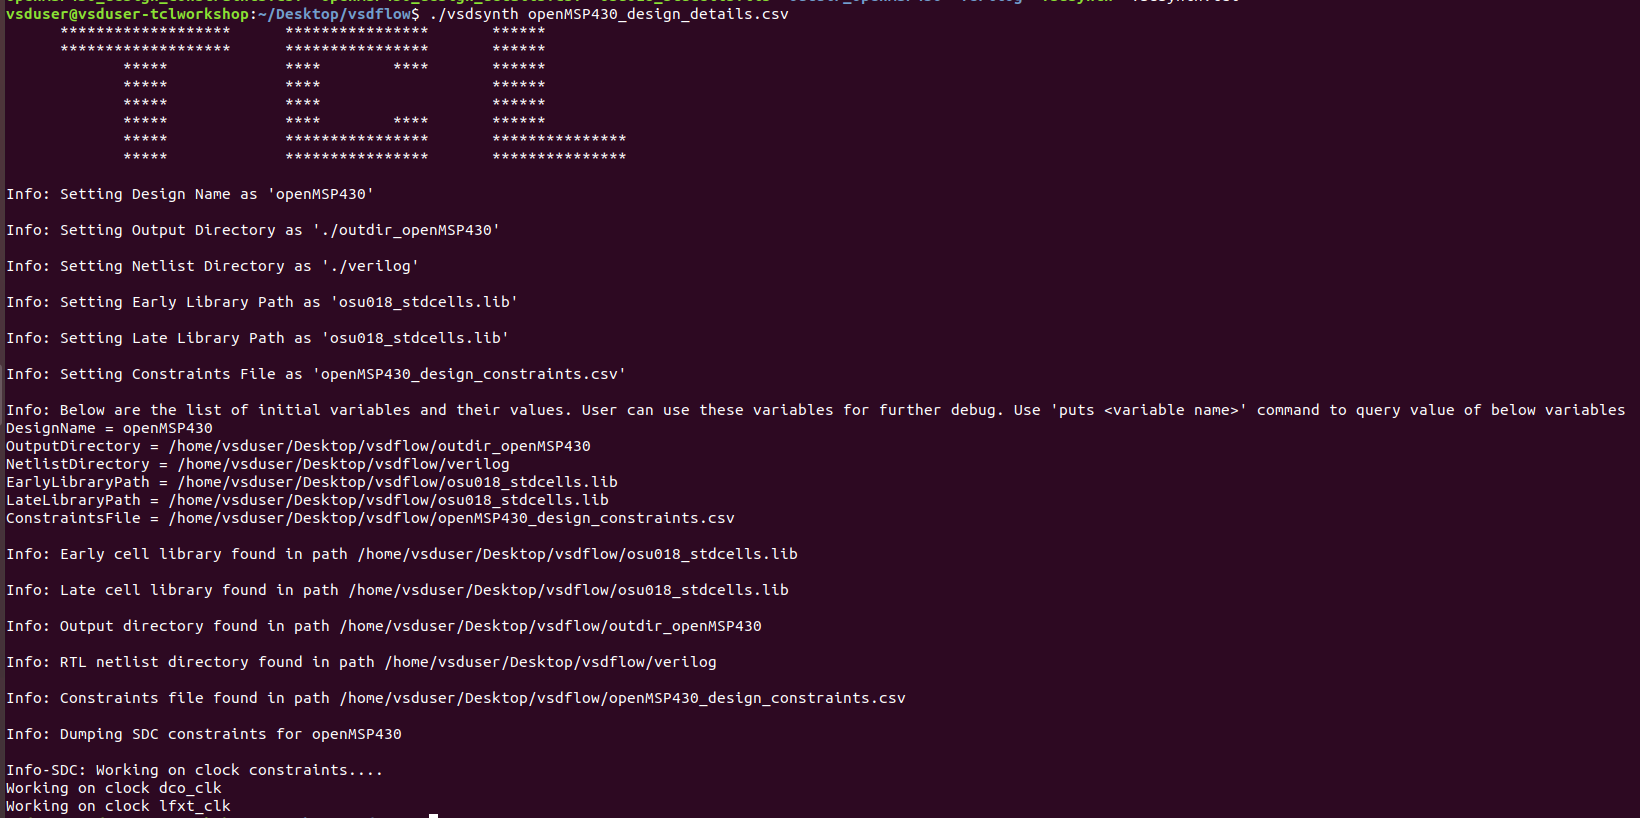 vsduser@vsduser-tclworkshop:~/Desktop/vsdflow$ ./vsdsynth openMSP430_design_details.csv
      *******************      ****************       ******
      *******************      ****************       ******
             *****             ****        ****       ******
             *****             ****                   ******
             *****             ****                   ******
             *****             ****        ****       ******
             *****             ****************       ***************
             *****             ****************       ***************
Info: Setting Design Name as 'openMSP430'
Info: Setting Output Directory as './outdir_openMSP430'
Info: Setting Netlist Directory as './verilog'
Info: Setting Early Library Path as 'osu018_stdcells.lib'
Info: Setting Late Library Path as 'osu018_stdcells.lib'
Info: Setting Constraints File as 'openMSP430_design_constraints.csv'
Info: Below are the list of initial variables and their values. User can use these variables for further debug. Use 'puts <variable name>' command to query value of below variables
DesignName = openMSP430
OutputDirectory = /home/vsduser/Desktop/vsdflow/outdir_openMSP430
NetlistDirectory = /home/vsduser/Desktop/vsdflow/verilog
EarlyLibraryPath = /home/vsduser/Desktop/vsdflow/osu018_stdcells.lib
LateLibraryPath = /home/vsduser/Desktop/vsdflow/osu018_stdcells.lib
ConstraintsFile = /home/vsduser/Desktop/vsdflow/openMSP430_design_constraints.csv
Info: Early cell library found in path /home/vsduser/Desktop/vsdflow/osu018_stdcells.lib
Info: Late cell library found in path /home/vsduser/Desktop/vsdflow/osu018_stdcells.lib
Info: Output directory found in path /home/vsduser/Desktop/vsdflow/outdir_openMSP430
Info: RTL netlist directory found in path /home/vsduser/Desktop/vsdflow/verilog
Info: Constraints file found in path /home/vsduser/Desktop/vsdflow/openMSP430_design_constraints.csv
Info: Dumping SDC constraints for openMSP430
Info-SDC: Working on clock constraints....
Working on clock dco_clk
Working on clock lfxt_clk